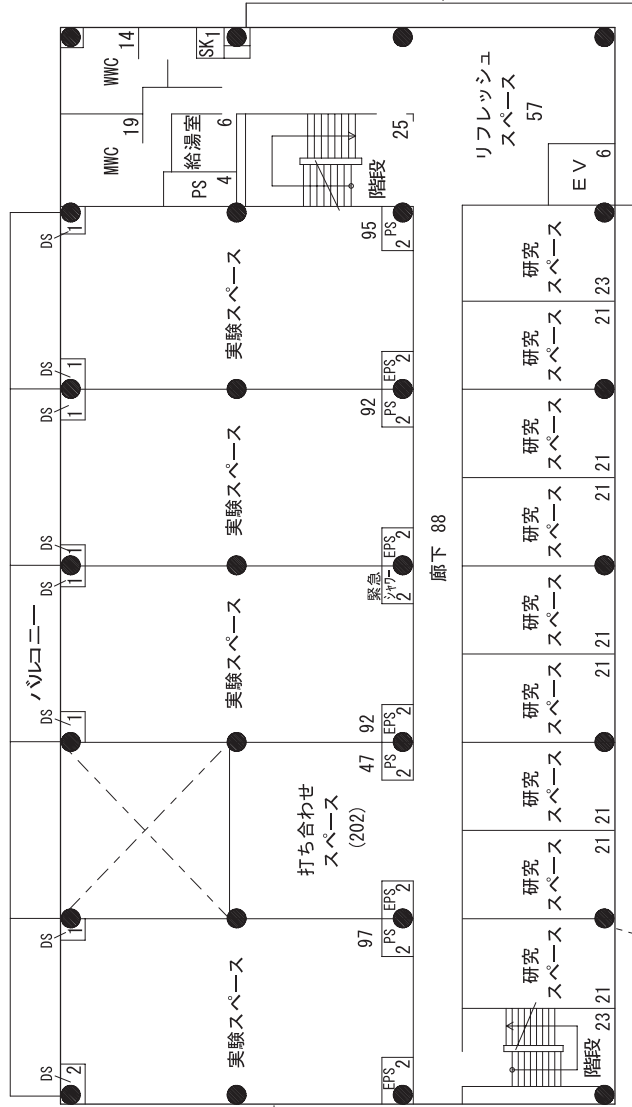 WWC
14
SK
1
MWC
19
給湯室
6
PS
4
階段
25
リフレッシュ
スペース
57
EV
6
バルコニー
DS
1
実験スペース
95
PS
2
DS
1
EPS
2
DS
1
実験スペース
92
PS
2
DS
1
EPS
2
DS
1
実験スペース
緊急
シャワー
2
DS
1
92
EPS
2
47
PS
2
打ち合わせ
スペース
(202)
EPS
2
DS
1
97
PS
2
実験スペース
DS
2
EPS
2
廊下 88
研究
スペース
23
研究
スペース
21
研究
スペース
21
研究
スペース
21
研究
スペース
21
研究
スペース
21
研究
スペース
21
研究
スペース
21
研究
スペース
21
階段
23